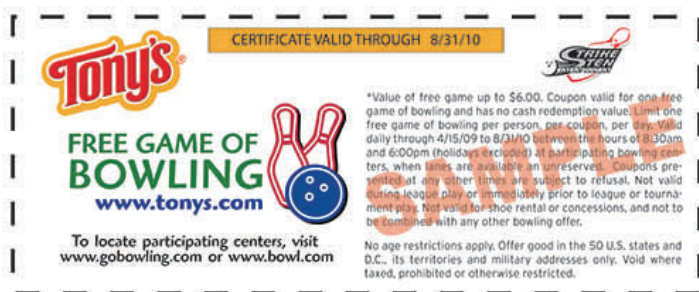 CERTIFICATE VALID THROUGH 8/31/10
Tony's
FREE GAME OF
BOWLING
www.tonys.com
To locate participating centers, visit
www.gobowling.com or www.bowl.com
STRIKE
TEN
ENTERTAINMENT
*Value of free game up to $6.00. Coupon valid for one free
game of bowling and has no cash redemption value. Limit one
free game of bowling per person, per coupon, per day. Valid
daily through 4/15/09 to 8/31/10 between the hours of 8:30am
and 6:00pm (holidays excluded) at participating bowling cen-
ters, when lanes are available an unreserved. Coupons pre-
sented at any other times are subject to refusal. Not valid
during league play or immediately prior to league or tourna-
ment play. Not valid for shoe rental or concessions, and not to
be combined with any other bowling offer.
No age restrictions apply. Offer good in the 50 U.S. states and
D.C., its territories and military addresses only. Void where
taxed, prohibited or otherwise restricted.
SAMPLE